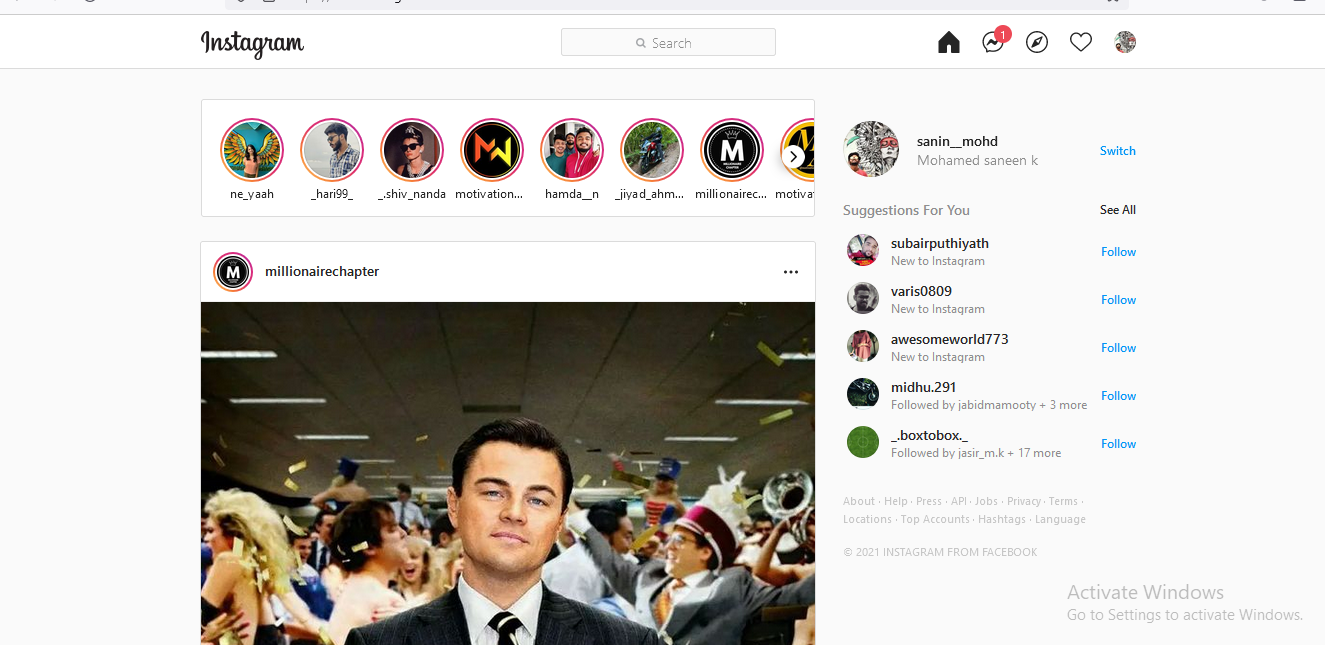 Instagram
Search
1
ne_yaah
_hari99_
_.shiv_nanda
motivation...
hamda__n
_jiyad_ahm...
millionairec...
motiva
M
MILLIONAIRE
CHAPTER
sanin__mohd
Mohamed saneen k
Switch
Suggestions For You
See All
subairputhiyath
New to Instagram
Follow
varis0809
New to Instagram
Follow
awesomeworld773
New to Instagram
Follow
midhu.291
Followed by jabidmamooty + 3 more
Follow
_.boxtobox._
Followed by jasir_m.k + 17 more
Follow
M
millionairechapter
About · Help · Press · API · Jobs · Privacy · Terms ·
Locations · Top Accounts · Hashtags · Language
© 2021 INSTAGRAM FROM FACEBOOK
Activate Windows
Go to Settings to activate Windows.